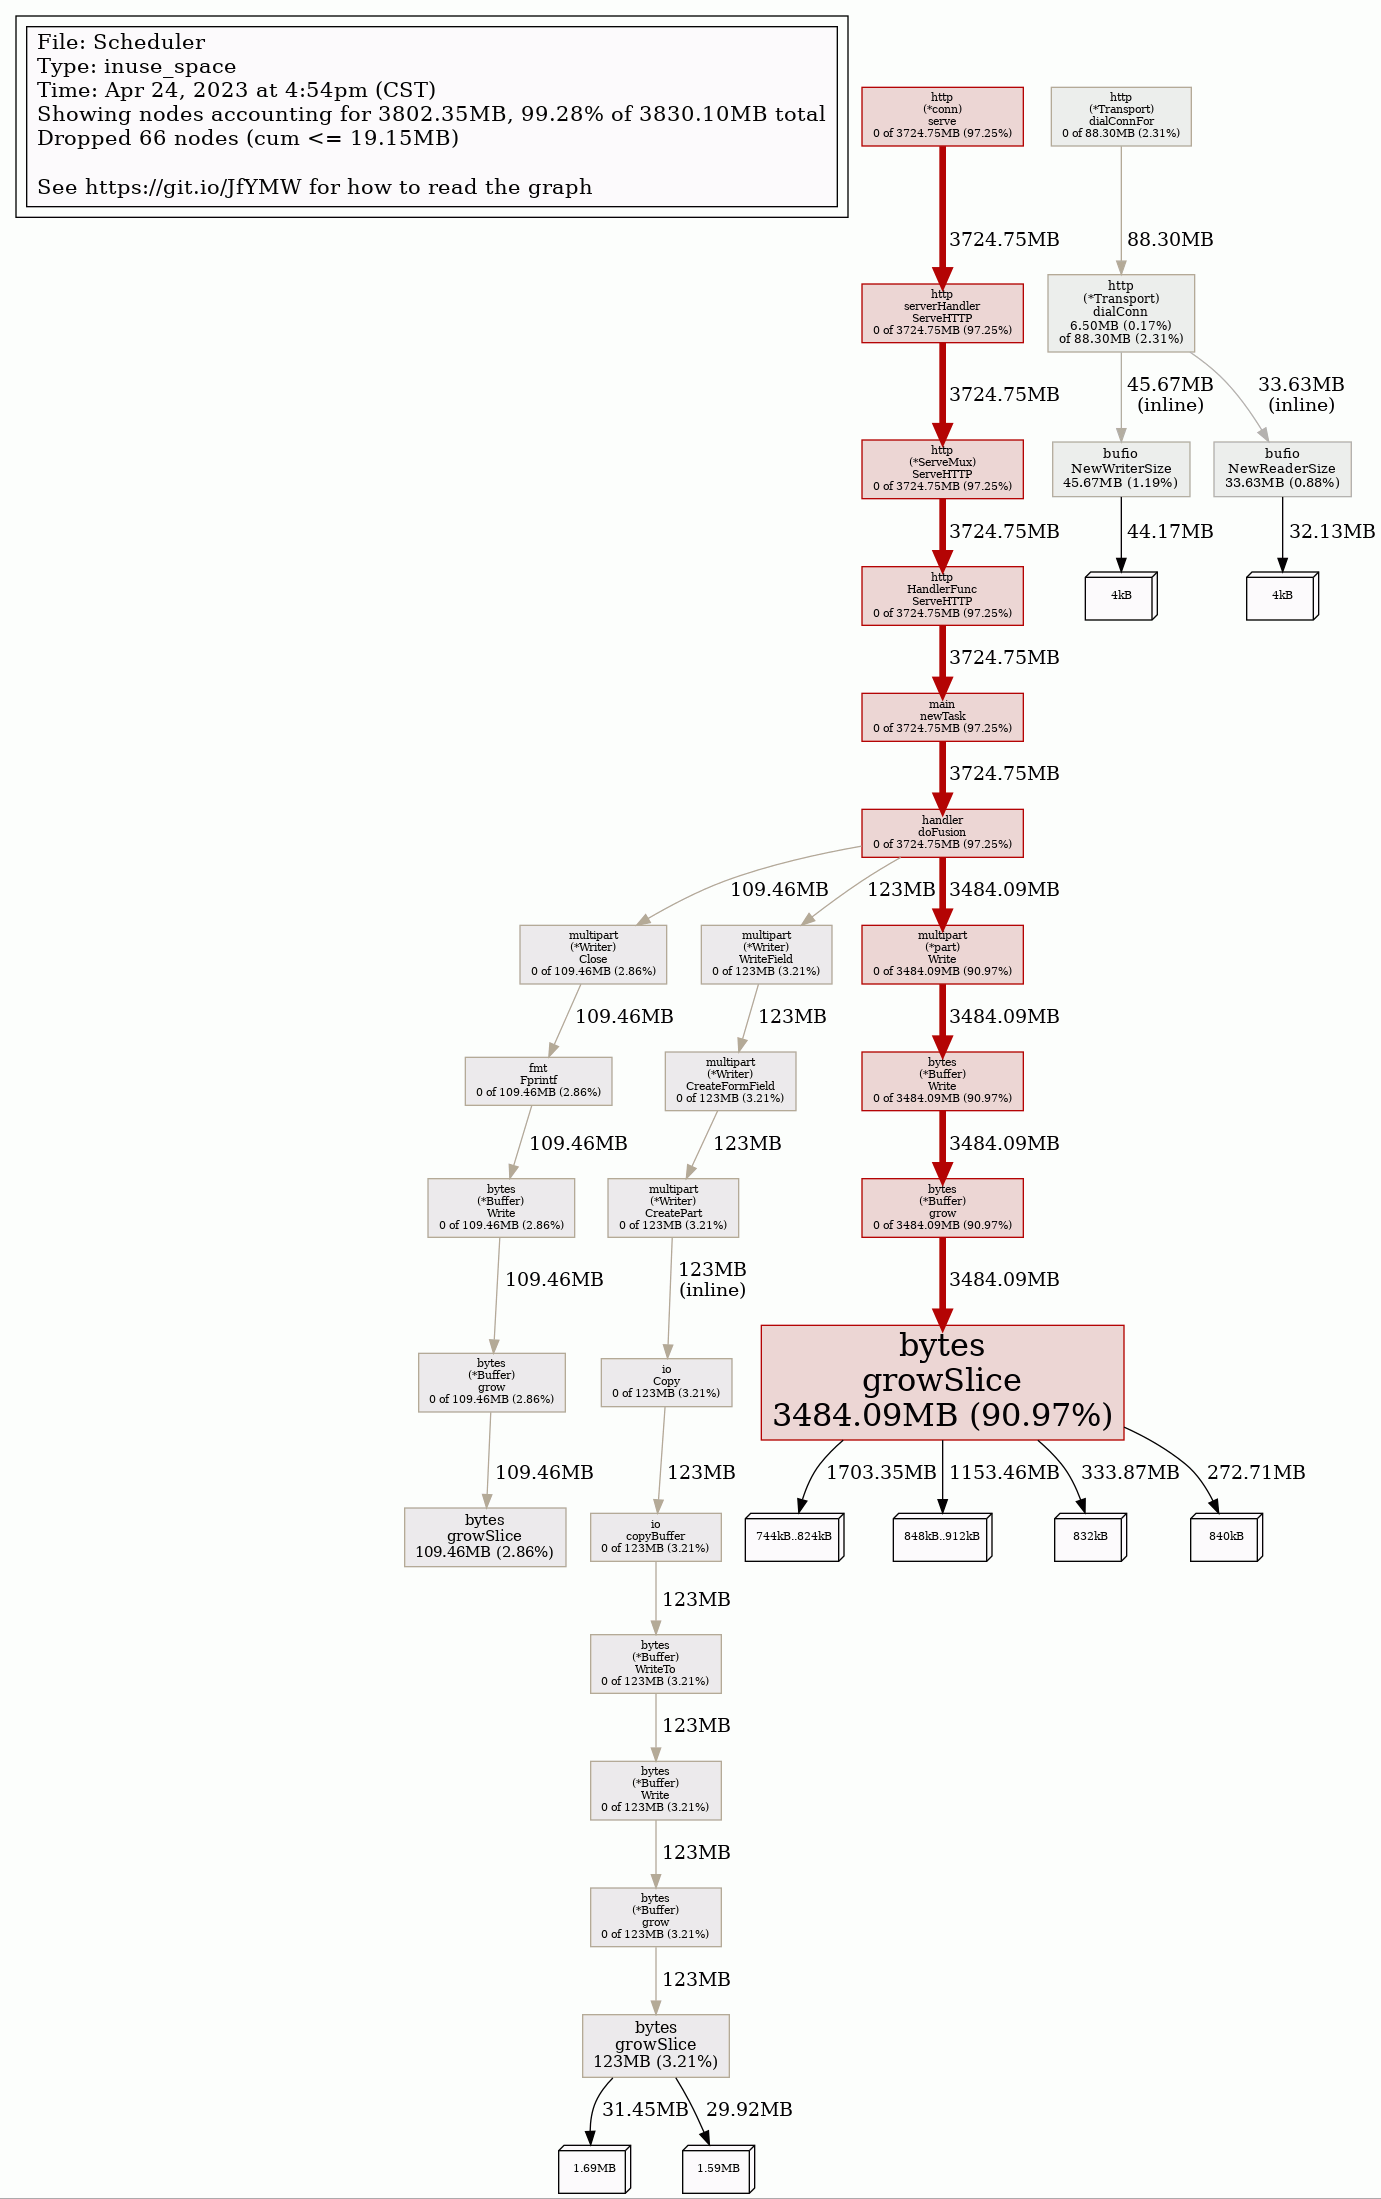 File: Scheduler
Type: inuse_space
Time: Apr 24, 2023 at 4:54pm (CST)
Showing nodes accounting for 3802.35MB, 99.28% of 3830.10MB total
Dropped 66 nodes (cum <= 19.15MB)
See https://git.io/JfYMW for how to read the graph
http
(*conn)
serve
0 of 3724.75MB (97.25%)
http
(*Transport)
dialConnFor
0 of 88.30MB (2.31%)
3724.75MB
88.30MB
http
serverHandler
ServeHTTP
0 of 3724.75MB (97.25%)
http
(*Transport)
dialConn
6.50MB (0.17%)
of 88.30MB (2.31%)
3724.75MB
45.67MB
(inline)
33.63MB
(inline)
http
(*ServeMux)
ServeHTTP
0 of 3724.75MB (97.25%)
bufio
NewWriterSize
45.67MB (1.19%)
bufio
NewReaderSize
33.63MB (0.88%)
3724.75MB
44.17MB
32.13MB
http
HandlerFunc
ServeHTTP
0 of 3724.75MB (97.25%)
4kB
4kB
3724.75MB
main
newTask
0 of 3724.75MB (97.25%)
3724.75MB
handler
doFusion
0 of 3724.75MB (97.25%)
109.46MB
123MB
3484.09MB
multipart
(*Writer)
Close
0 of 109.46MB (2.86%)
multipart
(*Writer)
WriteField
0 of 123MB (3.21%)
multipart
(*part)
Write
0 of 3484.09MB (90.97%)
109.46MB
123MB
3484.09MB
fmt
Fprintf
0 of 109.46MB (2.86%)
multipart
(*Writer)
CreateFormField
0 of 123MB (3.21%)
bytes
(*Buffer)
Write
0 of 3484.09MB (90.97%)
109.46MB
123MB
3484.09MB
bytes
(*Buffer)
Write
0 of 109.46MB (2.86%)
multipart
(*Writer)
CreatePart
0 of 123MB (3.21%)
bytes
(*Buffer)
grow
0 of 3484.09MB (90.97%)
109.46MB
123MB
(inline)
3484.09MB
bytes
(*Buffer)
grow
0 of 109.46MB (2.86%)
io
Copy
0 of 123MB (3.21%)
bytes
growSlice
3484.09MB (90.97%)
109.46MB
123MB
1703.35MB
1153.46MB
333.87MB
272.71MB
bytes
growSlice
109.46MB (2.86%)
io
copyBuffer
0 of 123MB (3.21%)
744kB..824kB
848kB..912kB
832kB
840kB
123MB
bytes
(*Buffer)
WriteTo
0 of 123MB (3.21%)
123MB
bytes
(*Buffer)
Write
0 of 123MB (3.21%)
123MB
bytes
(*Buffer)
grow
0 of 123MB (3.21%)
123MB
bytes
growSlice
123MB (3.21%)
31.45MB
29.92MB
1.69MB
1.59MB